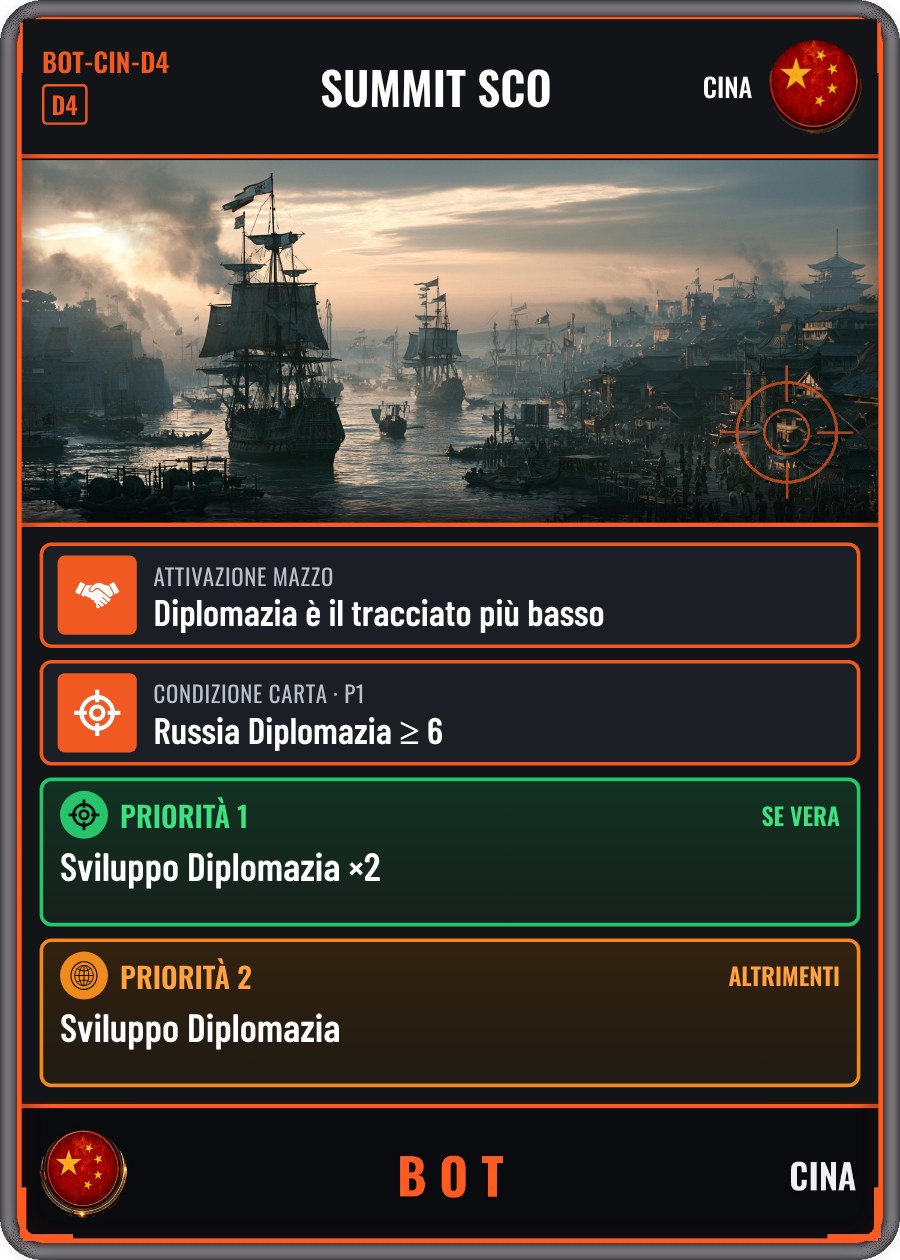 BOT-CIN-D4
D4
SUMMIT SCO
CINA
ATTIVAZIONE MAZZO
Diplomazia è il tracciato più basso
CONDIZIONE CARTA · P1
Russia Diplomazia ≥ 6
PRIORITÀ 1
SE VERA
Sviluppo Diplomazia ×2
PRIORITÀ 2
ALTRIMENTI
Sviluppo Diplomazia
BOT
CINA